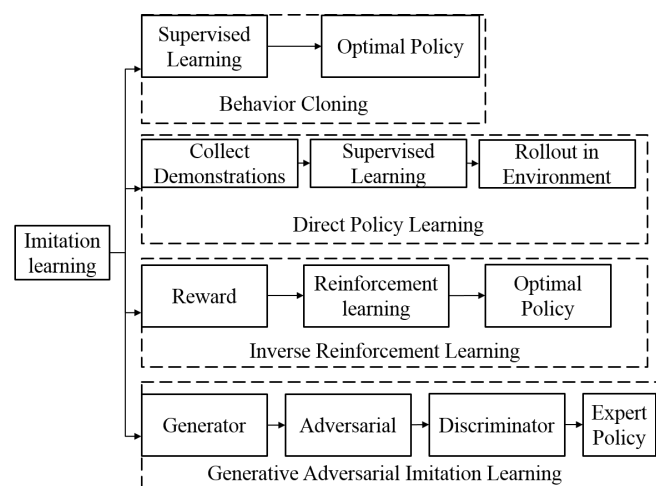 Supervised
Learning
Optimal Policy
Behavior Cloning
Collect
Demonstrations
Supervised
Learning
Rollout in
Environment
Direct Policy Learning
Imitation
learning
Reward
Reinforcement
learning
Optimal
Policy
Inverse Reinforcement Learning
Generator
Adversarial
Discriminator
Expert
Policy
Generative Adversarial Imitation Learning